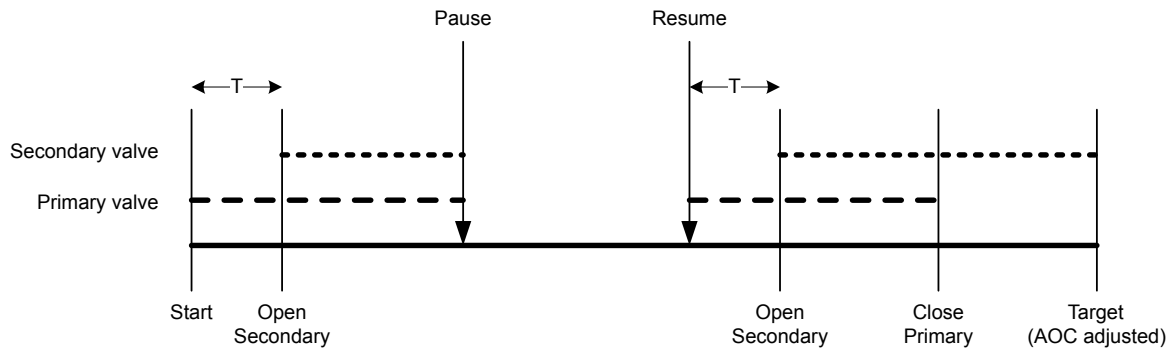 Pause
Resume
T
T
Secondary valve
Primary valve
Start
Open
Secondary
Open
Secondary
Close
Primary
Target
(AOC adjusted)